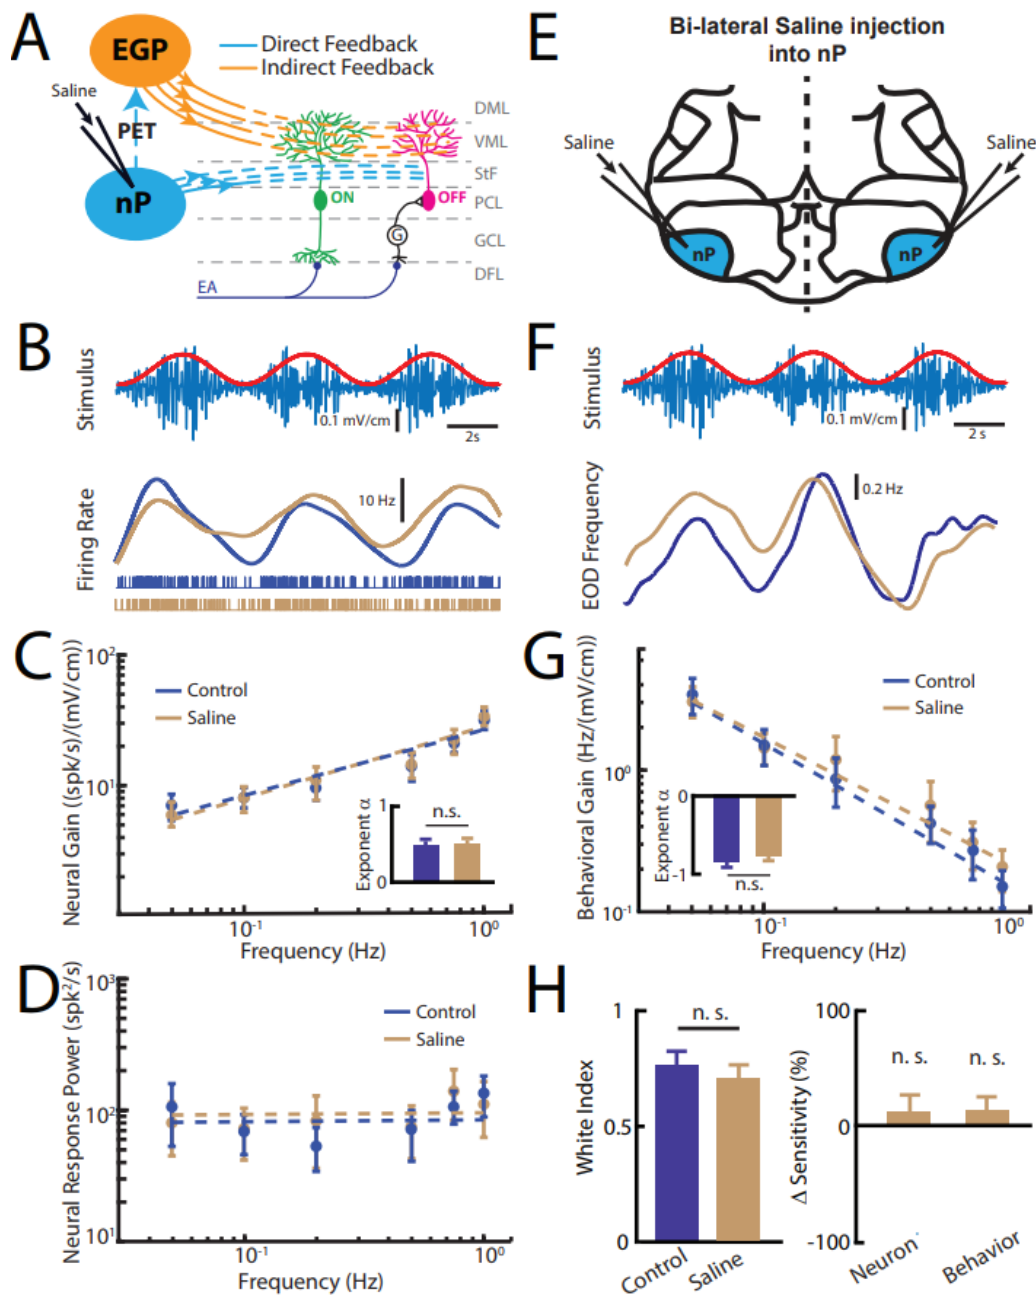 A
EGP
Direct Feedback
Indirect Feedback
Saline
PET
nP
DML
VML
StF
PCL
GCL
DFL
ON
OFF
G
EA
E
Bi-lateral Saline injection
into nP
Saline
Saline
nP
nP
B
Stimulus
0.1 mV/cm
2s
Firing Rate
10 Hz
F
Stimulus
0.1 mV/cm
2s
EOD Frequency
0.2 Hz
C
Neural Gain ((spk/s)/(mV/cm))
10²
10¹
Control
Saline
Exponent α
1
0
n.s.
10⁻¹
10⁰
Frequency (Hz)
G
Behavioral Gain (Hz/(mV/cm))
10⁰
10⁻¹
Control
Saline
Exponent α
0
-1
n.s.
10⁻¹
10⁰
Frequency (Hz)
D
Neural Response Power (spk²/s)
10³
10²
10¹
Control
Saline
10⁻¹
10⁰
Frequency (Hz)
H
White Index
1
0.5
0
n. s.
Control
Saline
Δ Sensitivity (%)
100
0
-100
n. s.
n. s.
Neuron
Behavior